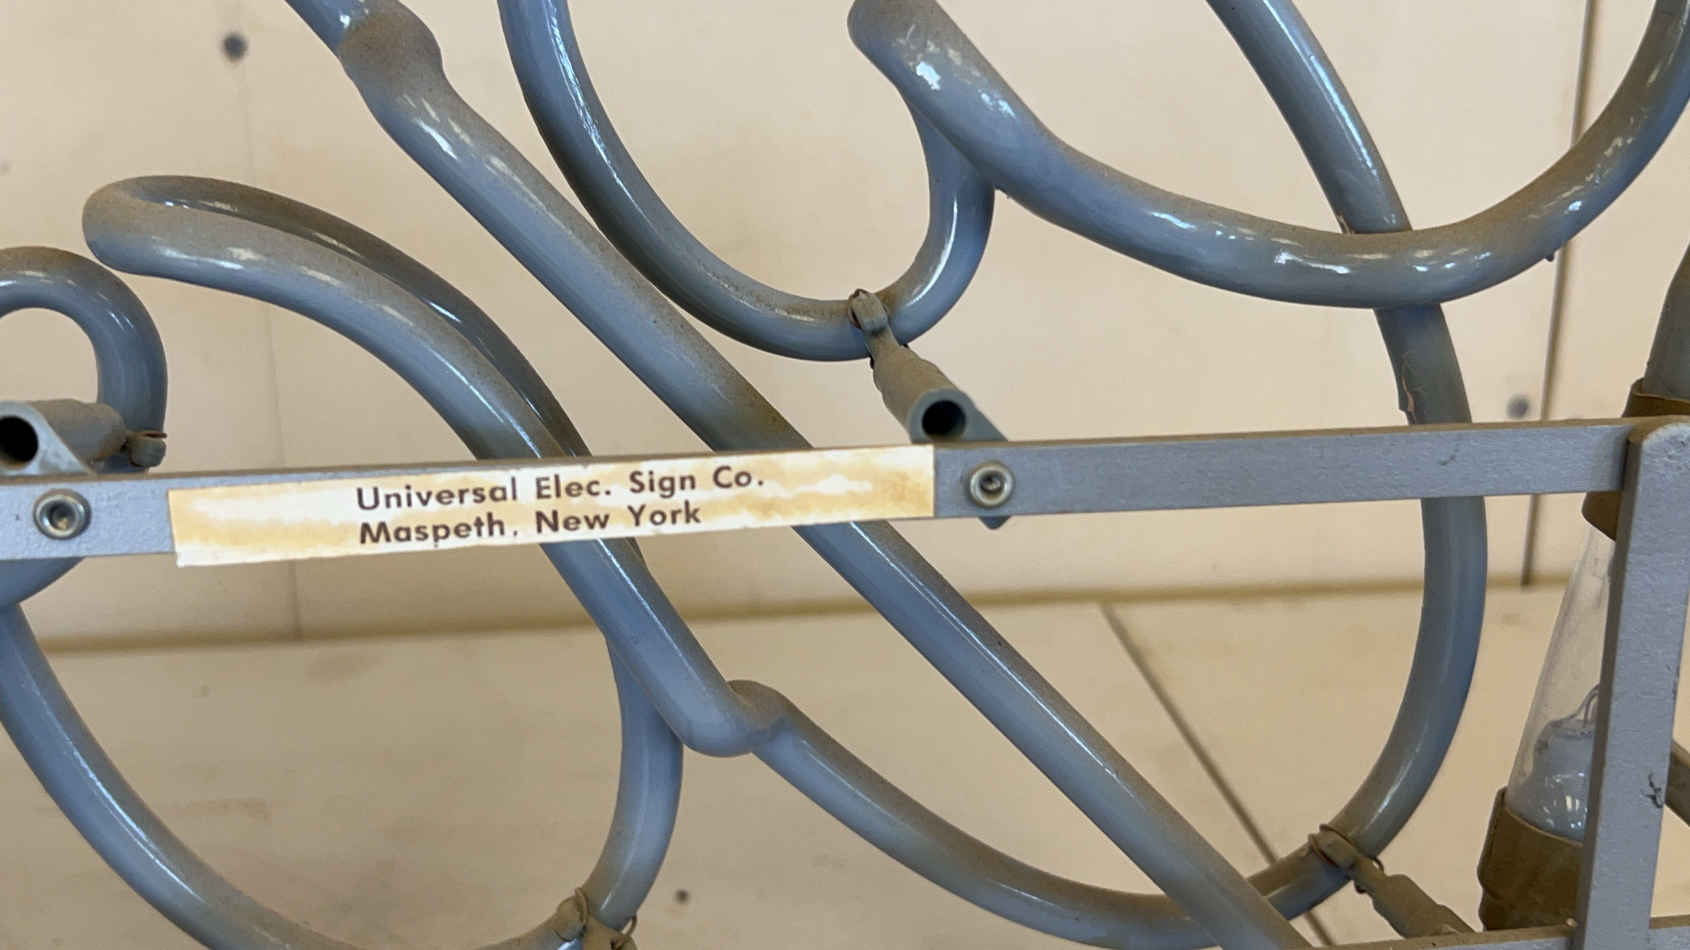 Universal Elec. Sign Co.
Maspeth, New York